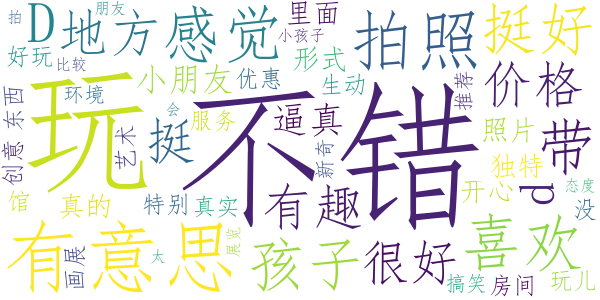 拍
朋友
D
地方
感觉
里面
小孩子
拍照
挺好
好玩
比较
小朋友
优惠
形式
生动
推荐
价格
环境
创意
东西
玩
不错
艺术
挺
会
服务
逼真
新奇
照片
带
独特
馆
真的
特别
真实
有趣
开心
d
态度
没
有意思
画展
太
展览
孩子
很好
喜欢
搞笑
房间
玩儿